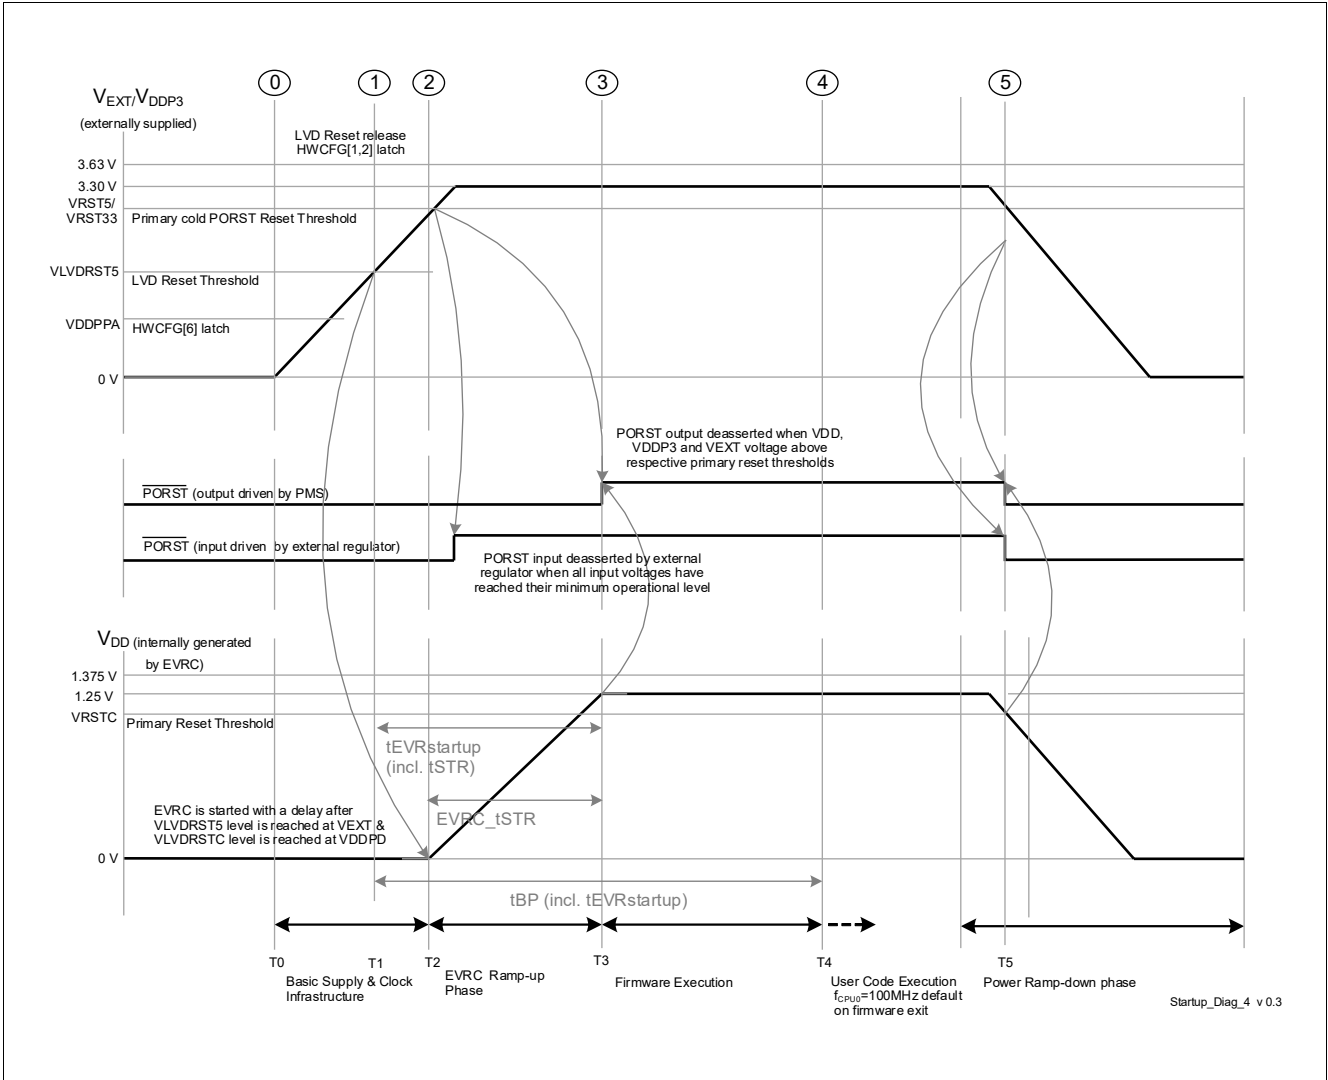 0
1
2
3
4
5
VEXT/VDDP3
(externally supplied)
LVD Reset release
HWCFG[1,2] latch
3.63 V
3.30 V
VRST5/
VRST33
Primary cold PORST Reset Threshold
VLVDRST5
LVD Reset Threshold
VDDPPA
HWCFG[6] latch
0 V
PORST output deasserted when VDD,
VDDP3 and VEXT voltage above
respective primary reset thresholds
PORST (output driven by PMS)
PORST (input driven by external regulator)
PORST input deasserted by external
regulator when all input voltages have
reached their minimum operational level
VDD (internally generated
by EVRC)
1.375 V
1.25 V
VRSTC
Primary Reset Threshold
tEVRstartup
(incl. tSTR)
EVRC_tSTR
EVRC is started with a delay after
VLVDRST5 level is reached at VEXT &
VLVDRSTC level is reached at VDDPD
0 V
tBP (incl. tEVRstartup)
T0
T1
T2
T3
T4
T5
Basic Supply & Clock
Infrastructure
EVRC Ramp-up
Phase
Firmware Execution
User Code Execution
fCPU0=100MHz default
on firmware exit
Power Ramp-down phase
Startup_Diag_4 v 0.3